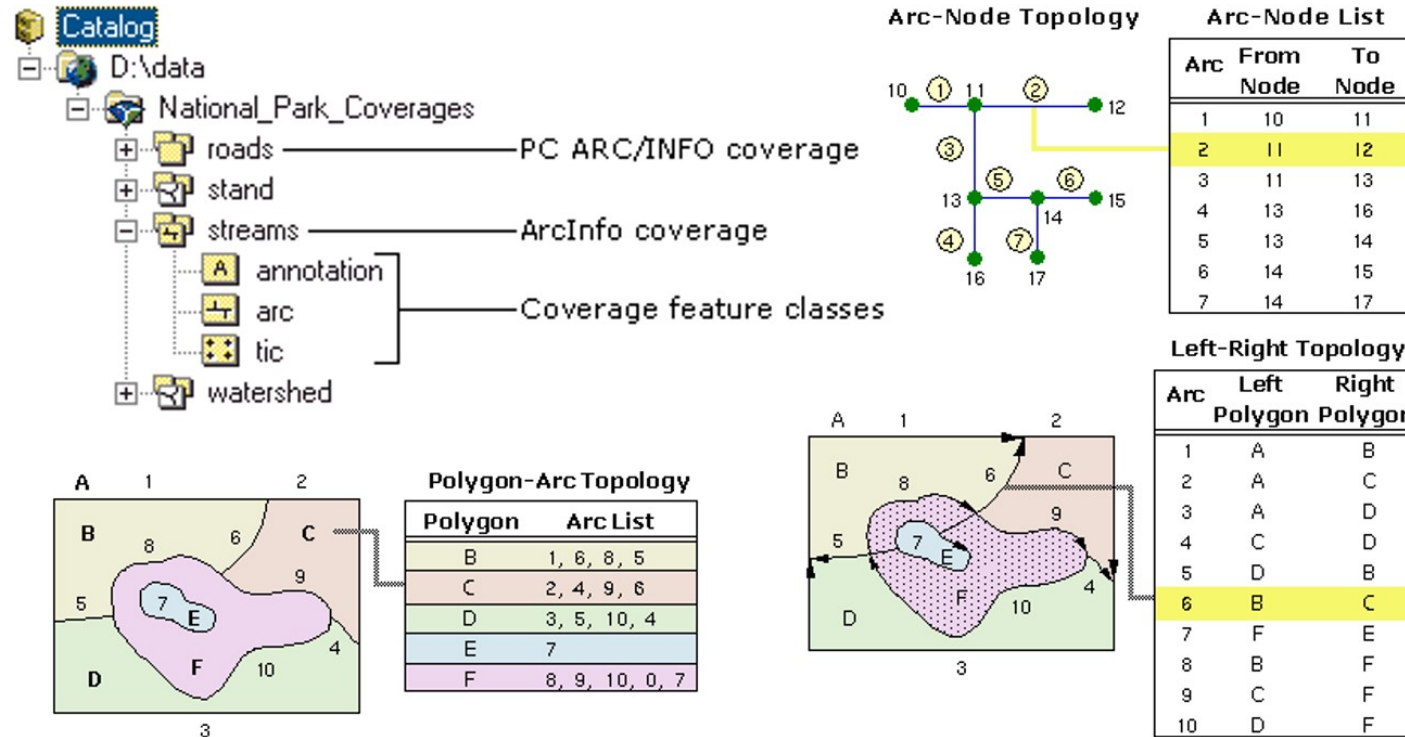 Catalog
D:\data
National_Park_Coverages
roads
PC ARC/INFO coverage
stand
streams
ArcInfo coverage
A annotation
arc
Coverage feature classes
tic
watershed
Arc-Node Topology
10 1 11 2 12
3
13 5 6 15
14
4 7
16 17
Arc-Node List
Arc From Node To Node
1 10 11
2 11 12
3 11 13
4 13 16
5 13 14
6 14 15
7 14 17
A 1 2
B 6 C
8
9
5 7
E
4
F 10
D
3
Polygon-Arc Topology
Polygon Arc List
B 1, 6, 8, 5
C 2, 4, 9, 6
D 3, 5, 10, 4
E 7
F 8, 9, 10, 0, 7
A 1 2
B 6 C
8
9
5 7
E
4
F 10
D
3
Left-Right Topology
Arc Left Polygon Right Polygon
1 A B
2 A C
3 A D
4 C D
5 D B
6 B C
7 F E
8 B F
9 C F
10 D F